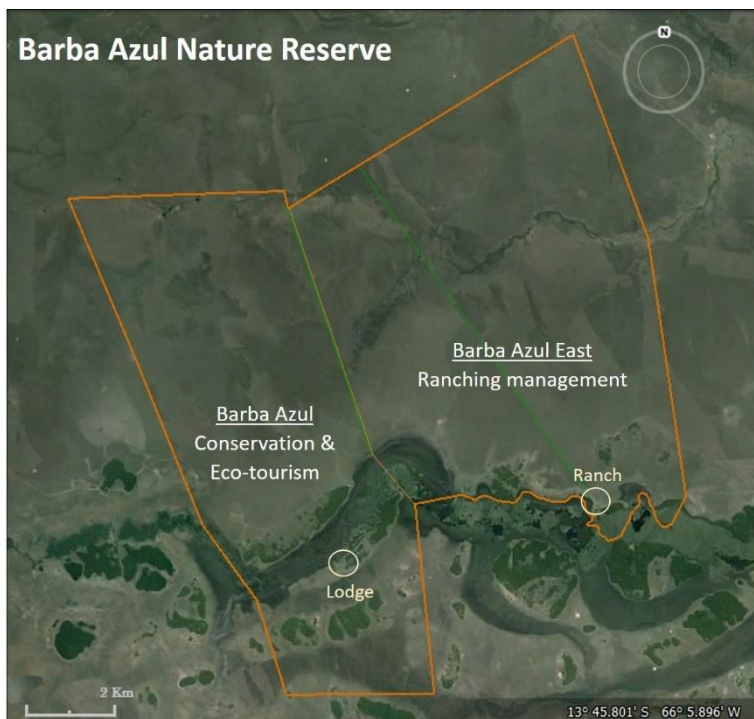 Barba Azul Nature Reserve
N
Barba Azul East
Ranching management
Barba Azul
Conservation &
Eco-tourism
Ranch
Lodge
2 Km
13° 45.801' S 66° 5.896' W